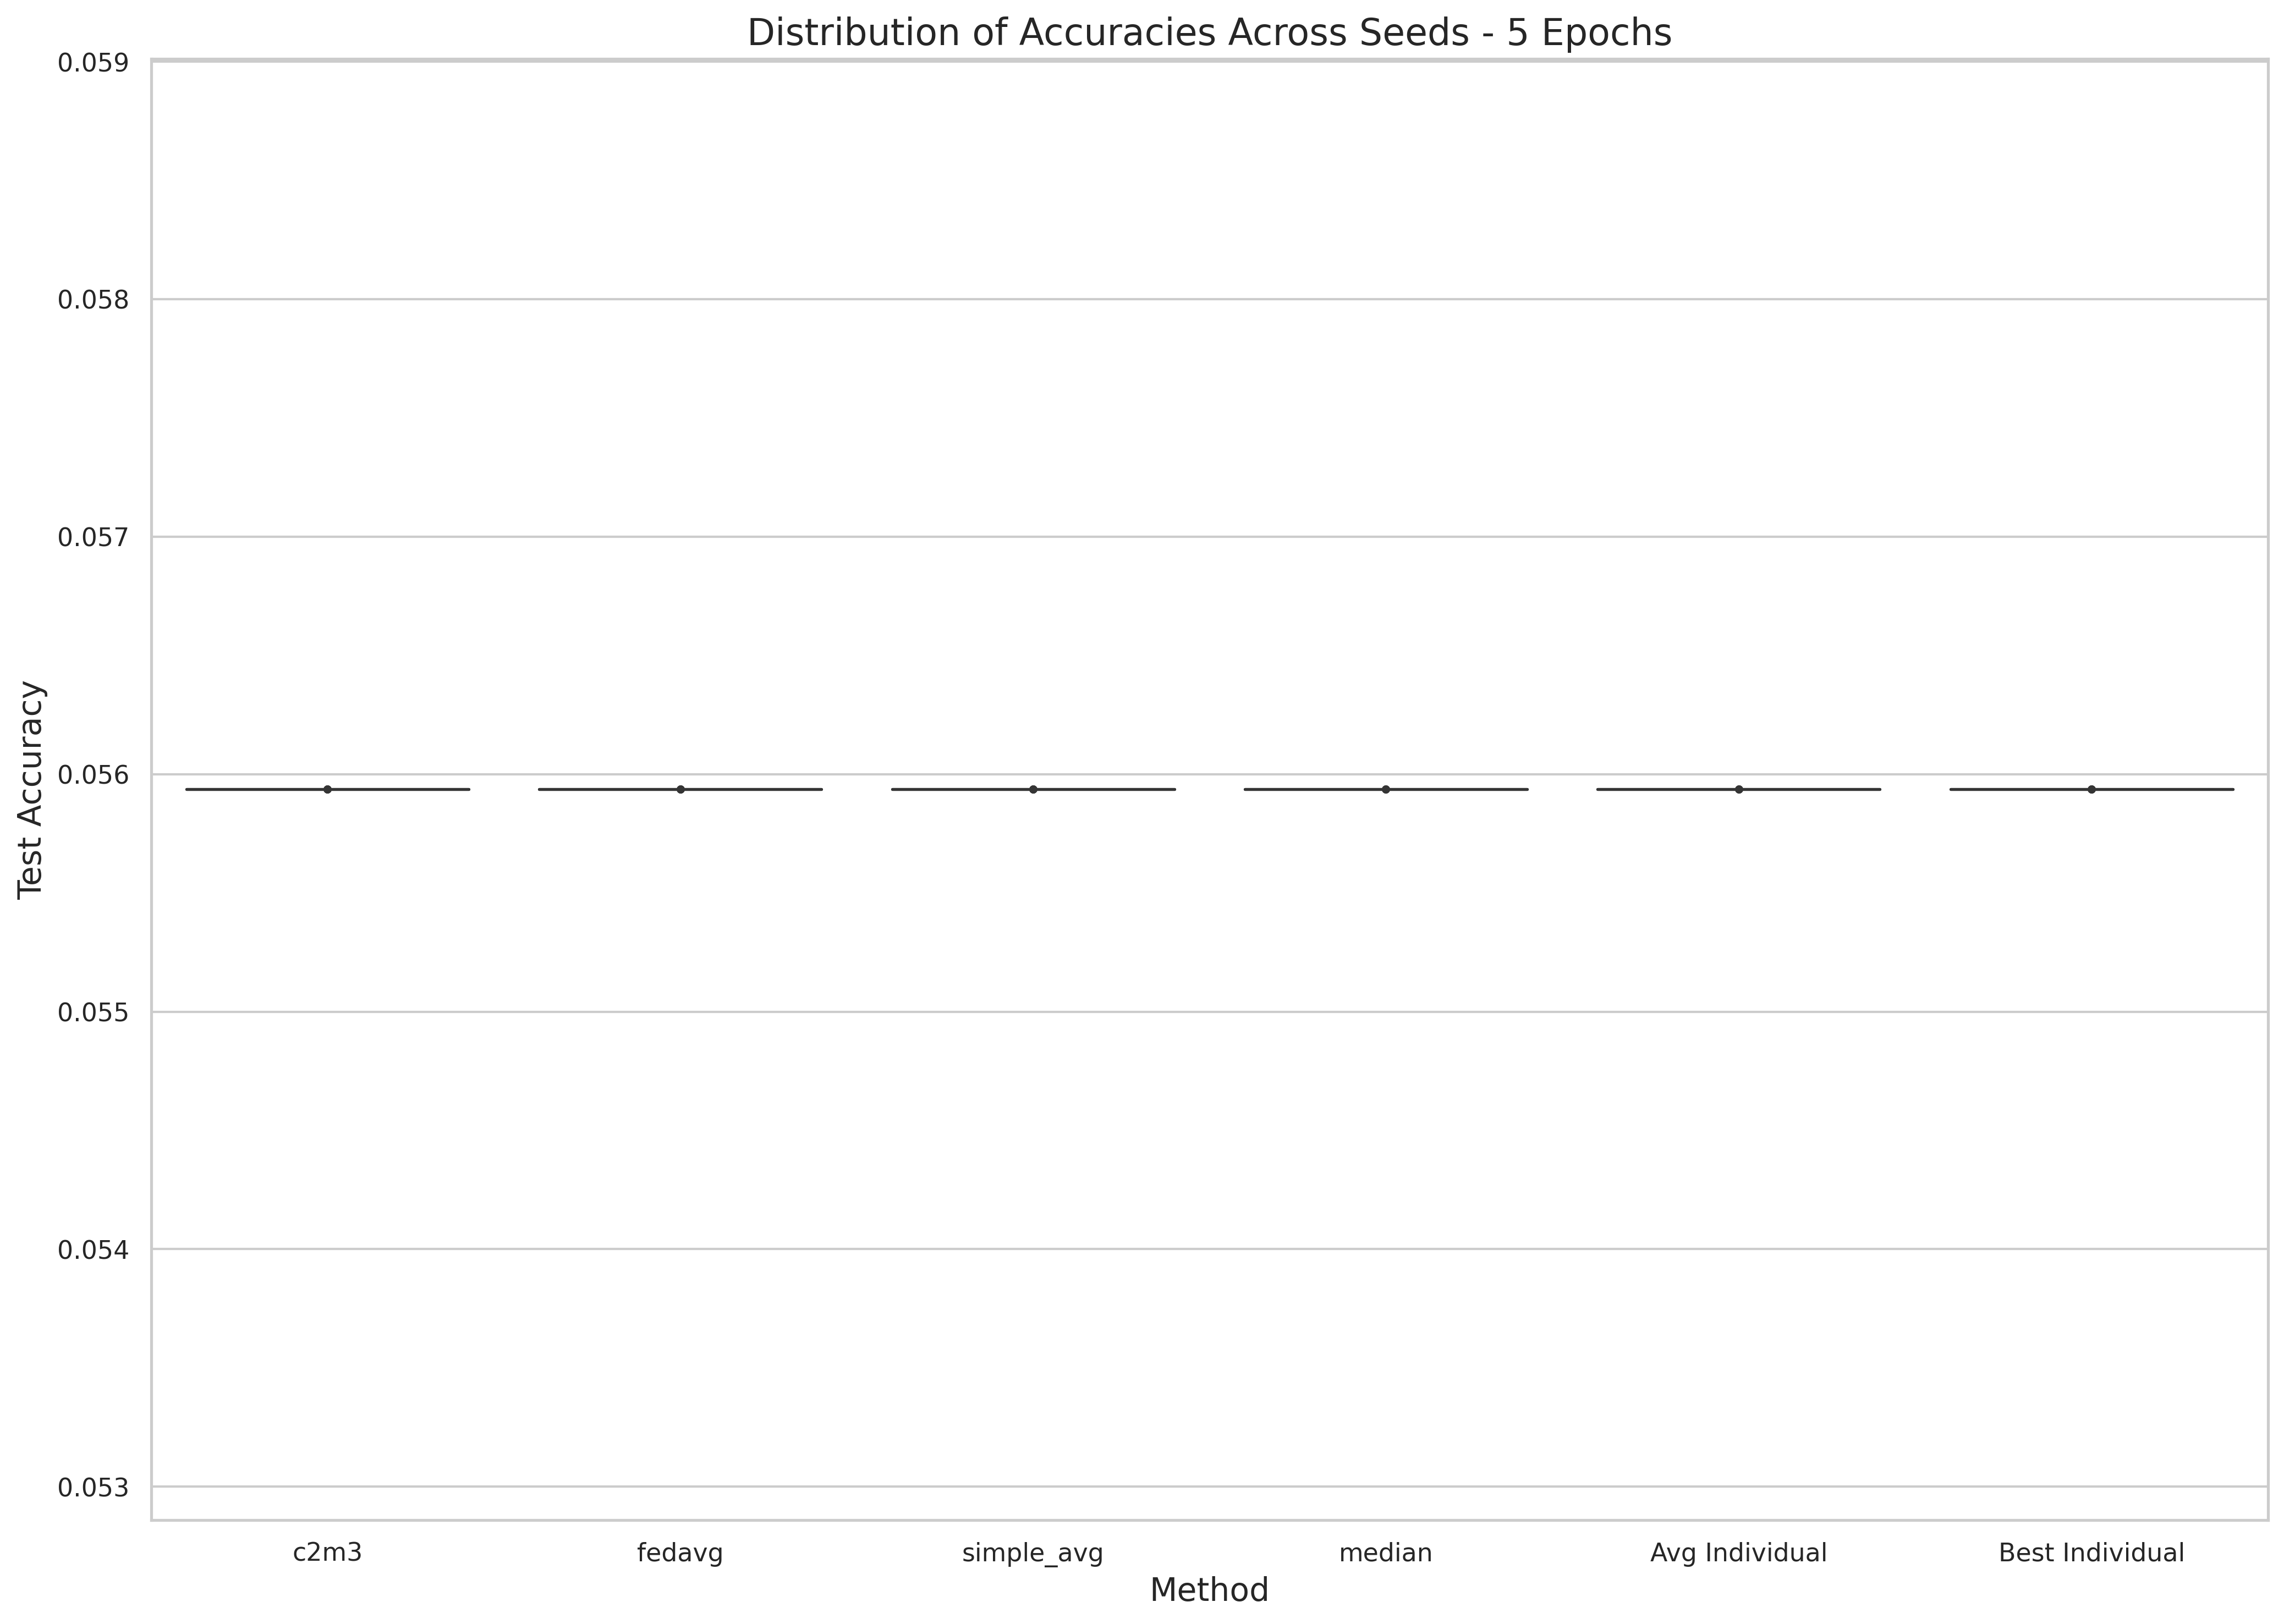 Distribution of Accuracies Across Seeds - 5 Epochs
0.059
0.058
0.057
0.056
0.055
0.054
0.053
Test Accuracy
c2m3 fedavg simple_avg median Avg Individual Best Individual
Method